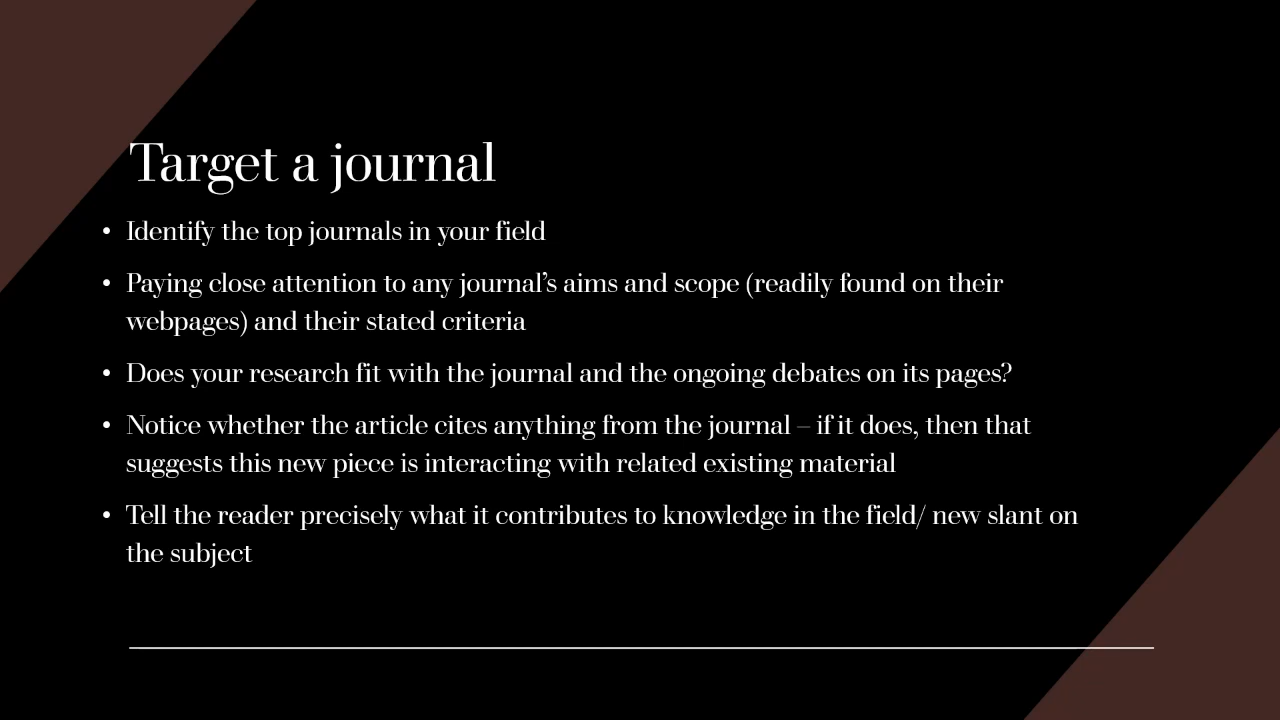 Target a journal
• Identify the top journals in your field
• Paying close attention to any journal’s aims and scope (readily found on their
webpages) and their stated criteria
• Does your research fit with the journal and the ongoing debates on its pages?
• Notice whether the article cites anything from the journal – if it does, then that
suggests this new piece is interacting with related existing material
• Tell the reader precisely what it contributes to knowledge in the field/ new slant on
the subject